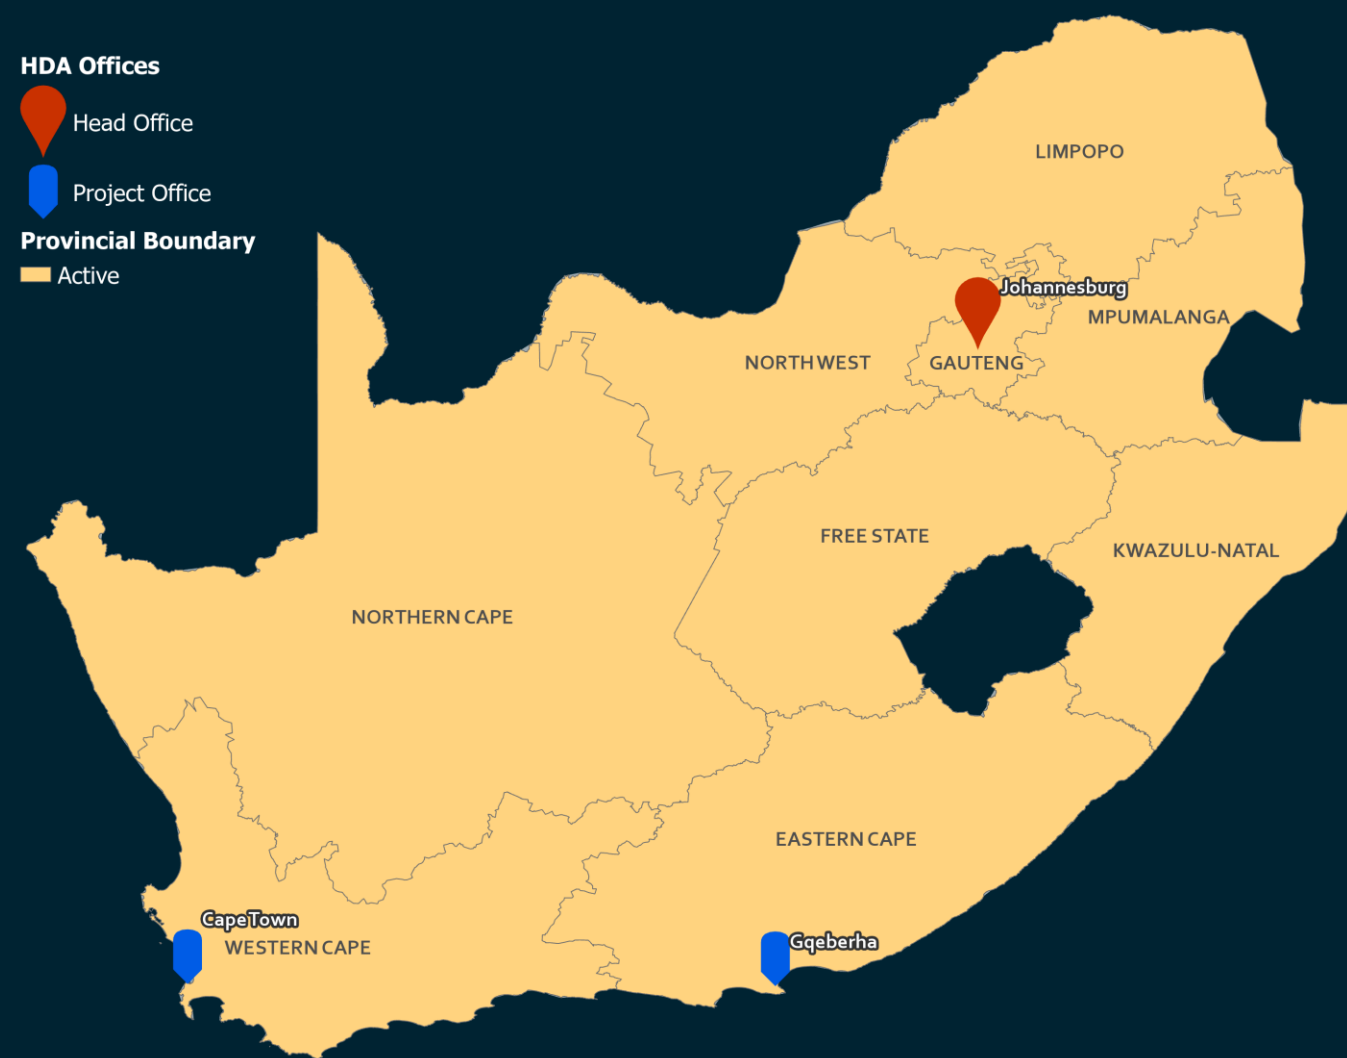 HDA Offices
Head Office
Project Office
Provincial Boundary
Active
LIMPOPO
Johannesburg
MPUMALANGA
NORTH WEST
GAUTENG
FREE STATE
KWAZULU-NATAL
NORTHERN CAPE
EASTERN CAPE
Cape Town
WESTERN CAPE
Gqeberha